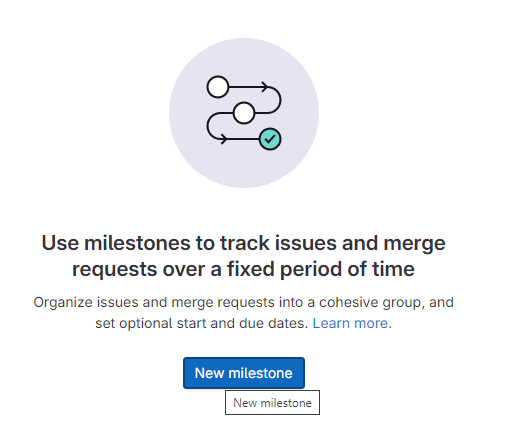 Use milestones to track issues and merge
requests over a fixed period of time
Organize issues and merge requests into a cohesive group, and
set optional start and due dates. Learn more.
New milestone
New milestone